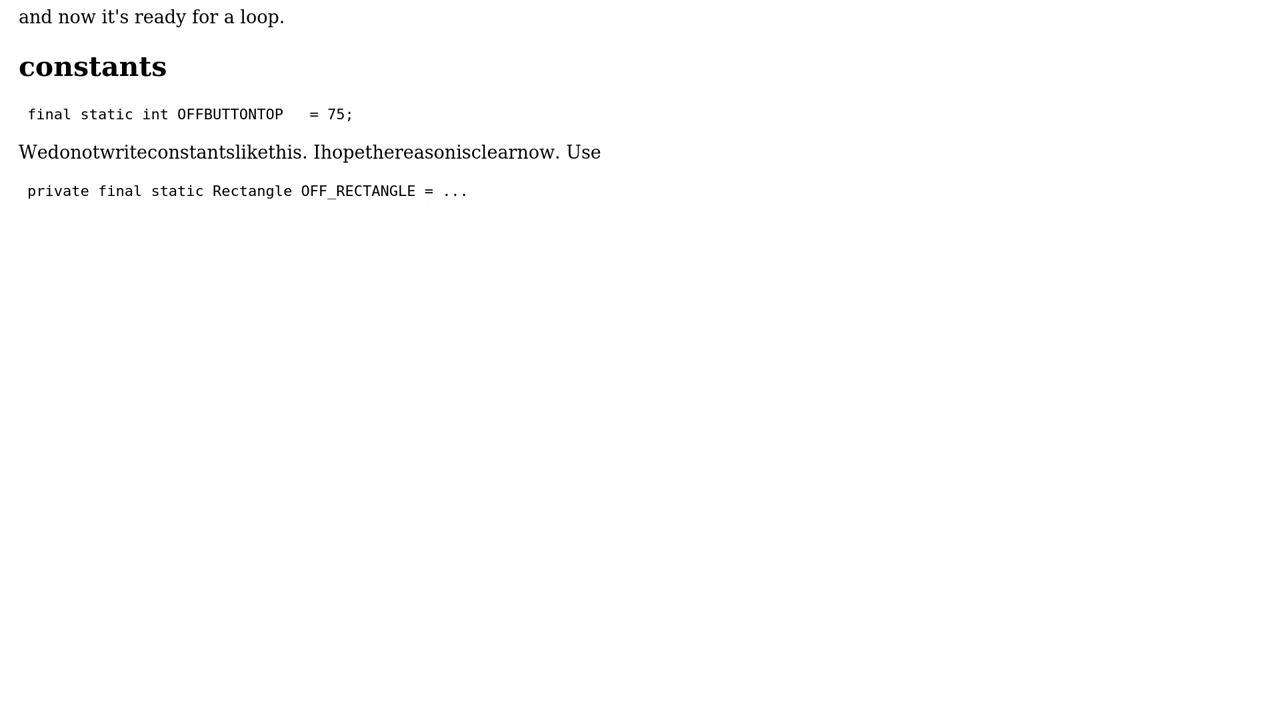 and now it's ready for a loop.
constants
final static int OFFBUTTONTOP   = 75;
Wedonotwriteconstantslikethis. Ihopethereasonisclearnow. Use
private final static Rectangle OFF_RECTANGLE = ...